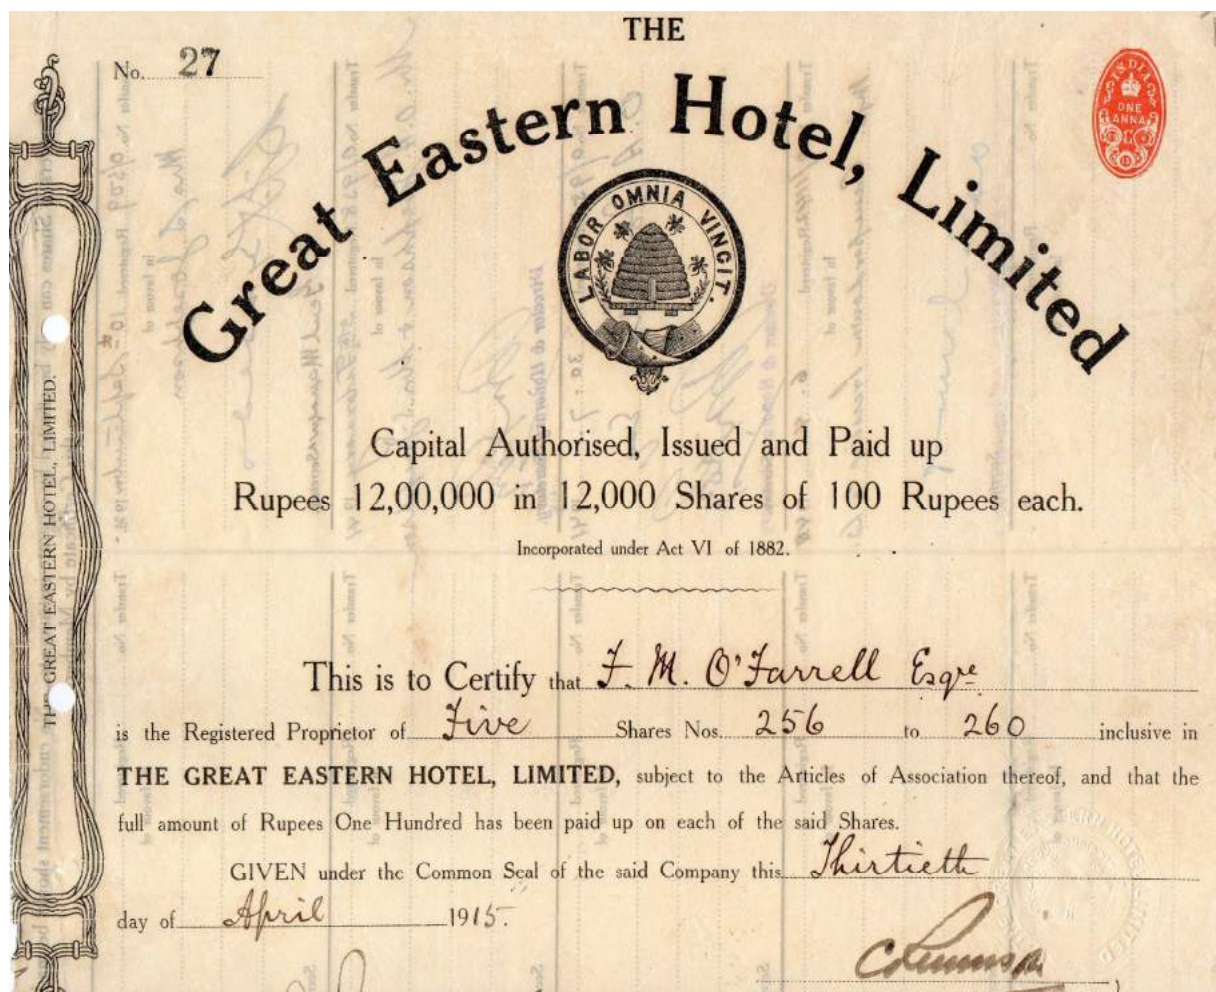 THE
No. 27
Great Eastern Hotel, Limited
INDIA
ONE
ANNA
LABOR OMNIA VINCIT.
Capital Authorised, Issued and Paid up
Rupees 12,00,000 in 12,000 Shares of 100 Rupees each.
Incorporated under Act VI of 1882.
This is to Certify that F. M. O'Farrell Esqre
is the Registered Proprietor of Five Shares Nos. 256 to 260 inclusive in
THE GREAT EASTERN HOTEL, LIMITED, subject to the Articles of Association thereof, and that the
full amount of Rupees One Hundred has been paid up on each of the said Shares.
GIVEN under the Common Seal of the said Company this Thirtieth
day of April 1915.
THE GREAT EASTERN HOTEL, LIMITED.